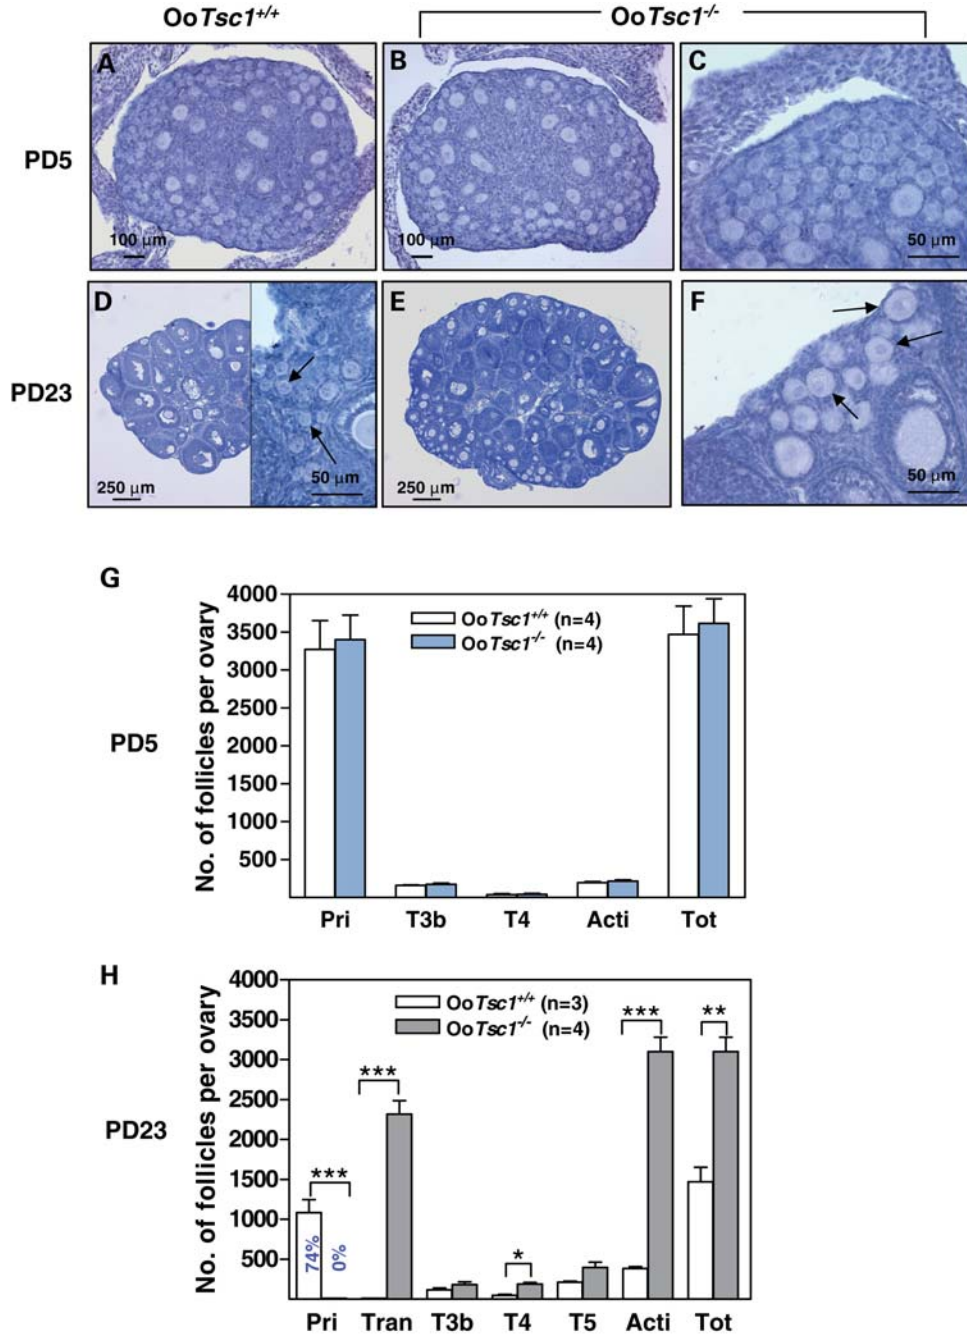 OoTsc1+/+
OoTsc1-/-
PD5
A
100 µm
B
100 µm
C
50 µm
PD23
D
250 µm
50 µm
E
250 µm
F
50 µm
G
PD5
No. of follicles per ovary
4000
3500
3000
2500
2000
1500
1000
500
OoTsc1+/+ (n=4)
OoTsc1-/- (n=4)
Pri T3b T4 Acti Tot
H
PD23
No. of follicles per ovary
4000
3500
3000
2500
2000
1500
1000
500
OoTsc1+/+ (n=3)
OoTsc1-/- (n=4)
***
74%
0%
***
*
***
**
Pri Tran T3b T4 T5 Acti Tot